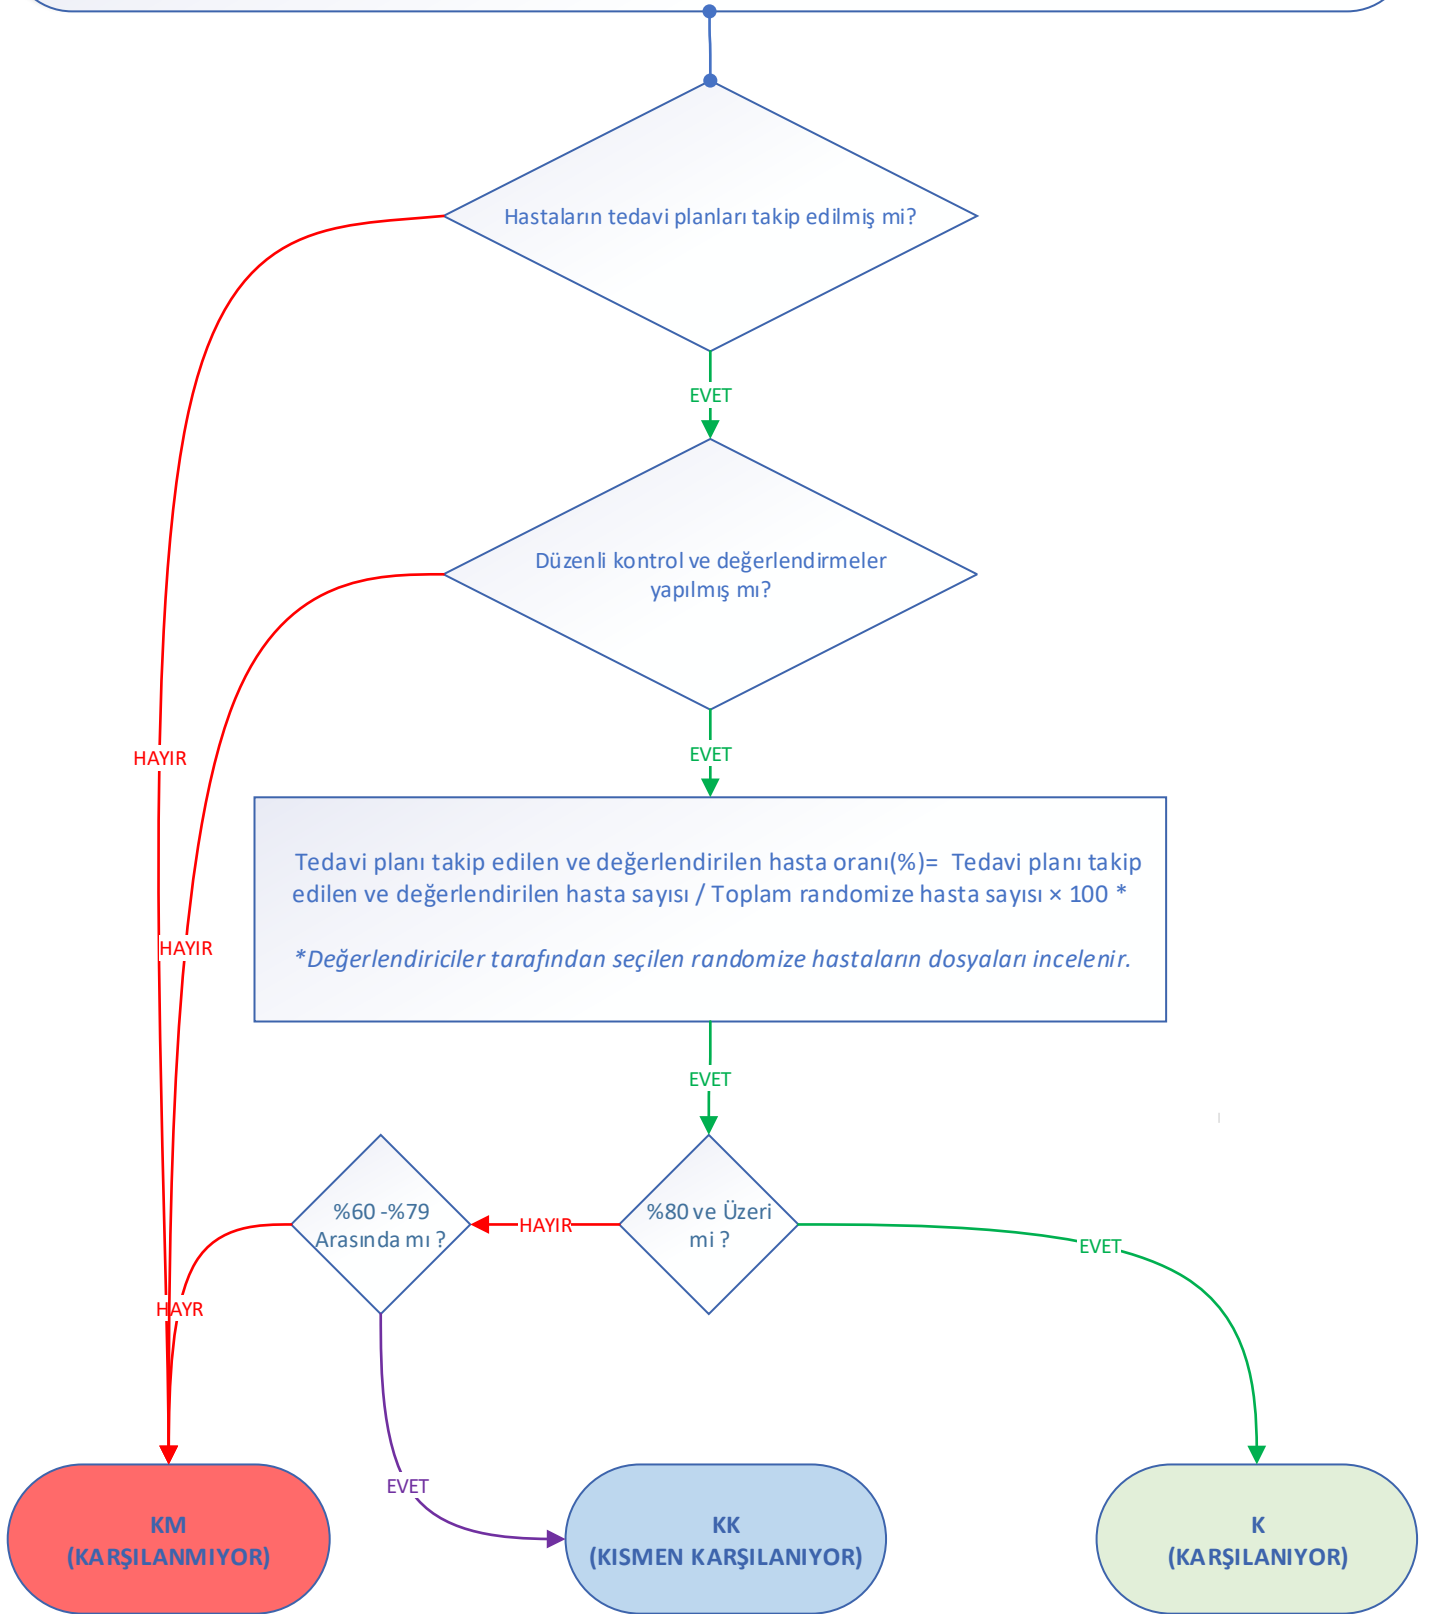 Hastaların tedavi planları takip edilmiş mi?
EVET
Düzenli kontrol ve değerlendirmeler
yapılmış mı?
HAYIR
EVET
Tedavi planı takip edilen ve değerlendirilen hasta oranı(%)= Tedavi planı takip
edilen ve değerlendirilen hasta sayısı / Toplam randomize hasta sayısı × 100 *
HAYIR
*Değerlendiriciler tarafından seçilen randomize hastaların dosyaları incelenir.
EVET
%60 -%79
Arasında mı ?
HAYIR
%80 ve Üzeri
mi ?
EVET
HAYR
EVET
KM
(KARŞILANMIYOR)
KK
(KISMEN KARŞILANIYOR)
K
(KARŞILANIYOR)